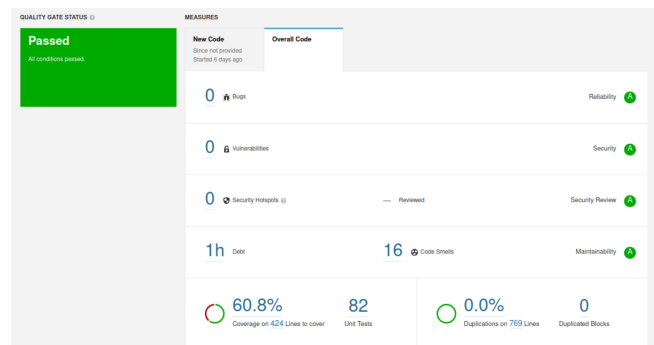 QUALITY GATE STATUS
MEASURES
Passed
All conditions passed.
New Code
Since not provided
Started 6 days ago
Overall Code
0 Bugs
Reliability A
0 Vulnerabilities
Security A
0 Security Hotspots
— Reviewed
Security Review A
1h Debt
16 Code Smells
Maintainability A
60.8%
Coverage on 424 Lines to cover
82
Unit Tests
0.0%
Duplications on 769 Lines
0
Duplicated Blocks